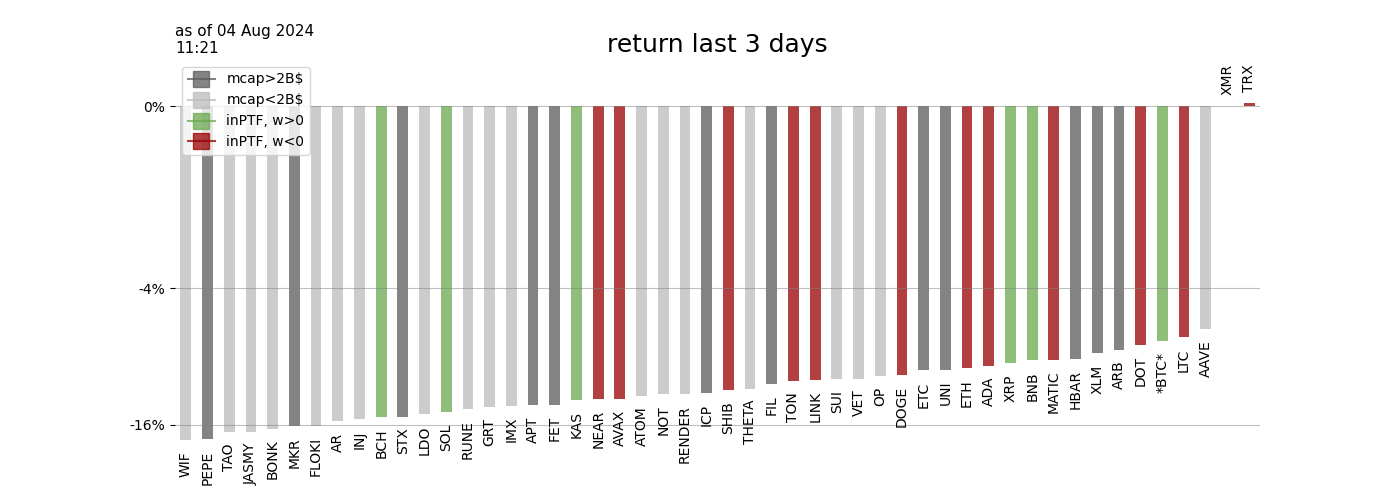 as of 04 Aug 2024
11:21
return last 3 days
mcap>2B$
mcap<2B$
inPTF, w>0
inPTF, w<0
0%
-4%
-16%
WIF
PEPE
TAO
JASMY
BONK
MKR
FLOKI
AR
INJ
BCH
STX
LDO
SOL
RUNE
GRT
IMX
APT
FET
KAS
NEAR
AVAX
ATOM
NOT
RENDER
ICP
SHIB
THETA
FIL
TON
LINK
SUI
VET
OP
DOGE
ETC
UNI
ETH
ADA
XRP
BNB
MATIC
HBAR
XLM
ARB
DOT
*BTC*
LTC
AAVE
XMR
TRX